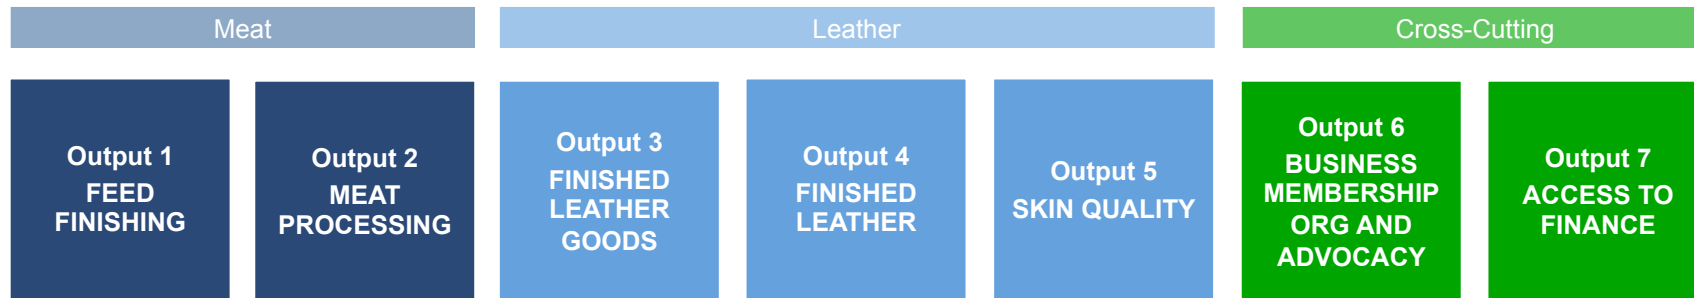 Meat
Leather
Cross-Cutting
Output 1
FEED
FINISHING
Output 2
MEAT
PROCESSING
Output 3
FINISHED
LEATHER
GOODS
Output 4
FINISHED
LEATHER
Output 5
SKIN QUALITY
Output 6
BUSINESS
MEMBERSHIP
ORG AND
ADVOCACY
Output 7
ACCESS TO
FINANCE